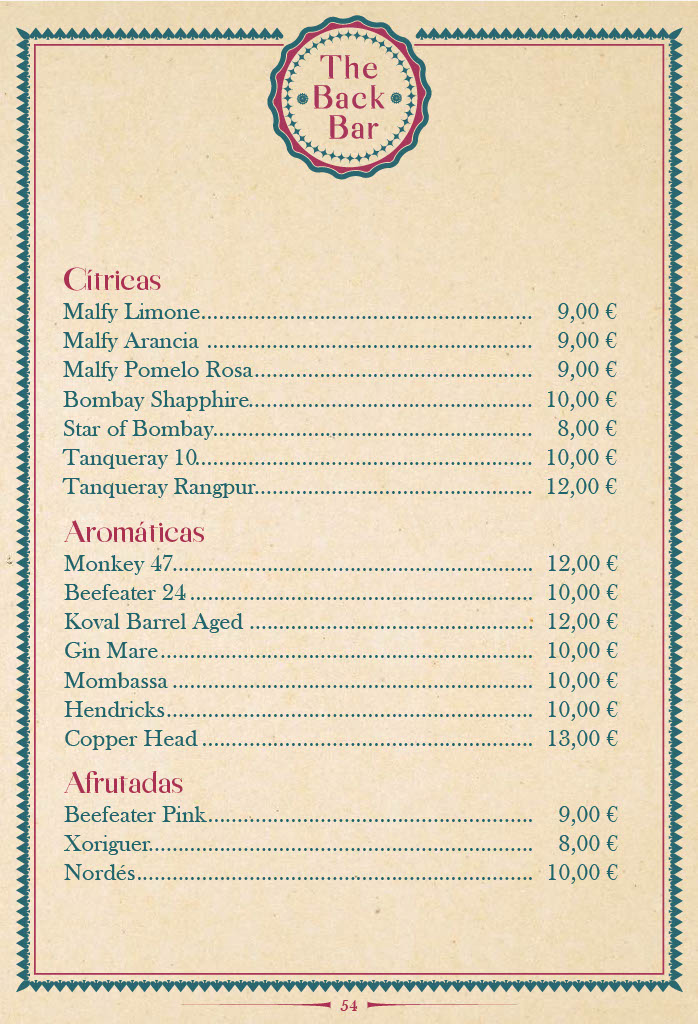 The
Back
Bar
Cítricas
Malfy Limone........................................................ 9,00 €
Malfy Arancia ...................................................... 9,00 €
Malfy Pomelo Rosa.............................................. 9,00 €
Bombay Shapphire............................................... 10,00 €
Star of Bombay..................................................... 8,00 €
Tanqueray 10........................................................ 10,00 €
Tanqueray Rangpur.............................................. 12,00 €
Aromáticas
Monkey 47............................................................ 12,00 €
Beefeater 24 ......................................................... 10,00 €
Koval Barrel Aged ............................................... 12,00 €
Gin Mare.............................................................. 10,00 €
Mombassa ............................................................ 10,00 €
Hendricks............................................................. 10,00 €
Copper Head ....................................................... 13,00 €
Afrutadas
Beefeater Pink...................................................... 9,00 €
Xoriguer................................................................ 8,00 €
Nordés.................................................................. 10,00 €
54